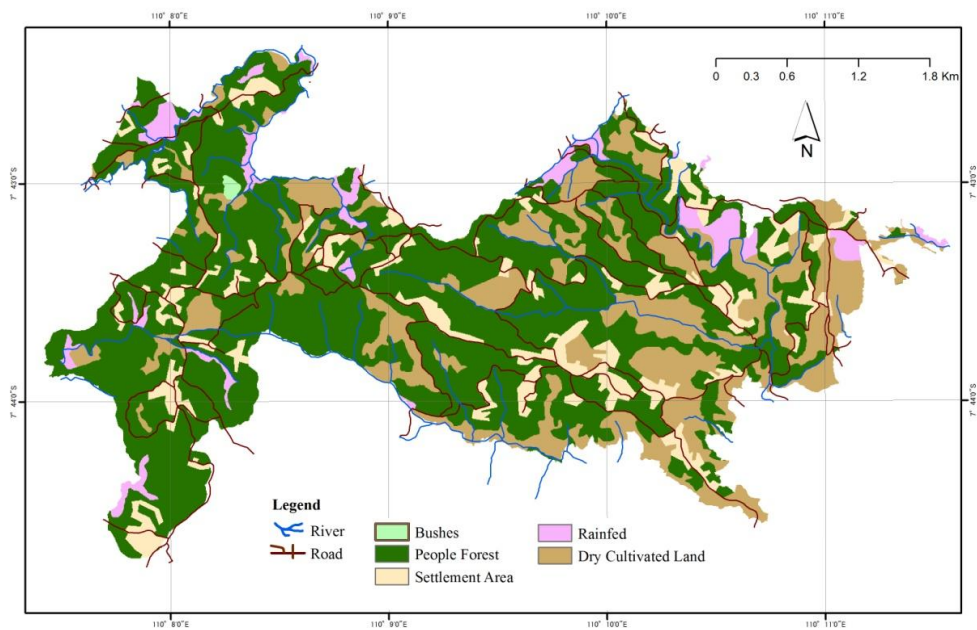 110° 8'0"E 110° 9'0"E 110° 10'0"E 110° 11'0"E
0 0.3 0.6 1.2 1.8 Km
N
7° 43'0"S 7° 43'0"S
7° 44'0"S 7° 44'0"S
Legend
River
Road
Bushes
People Forest
Settlement Area
Rainfed
Dry Cultivated Land
110° 8'0"E 110° 9'0"E 110° 10'0"E 110° 11'0"E